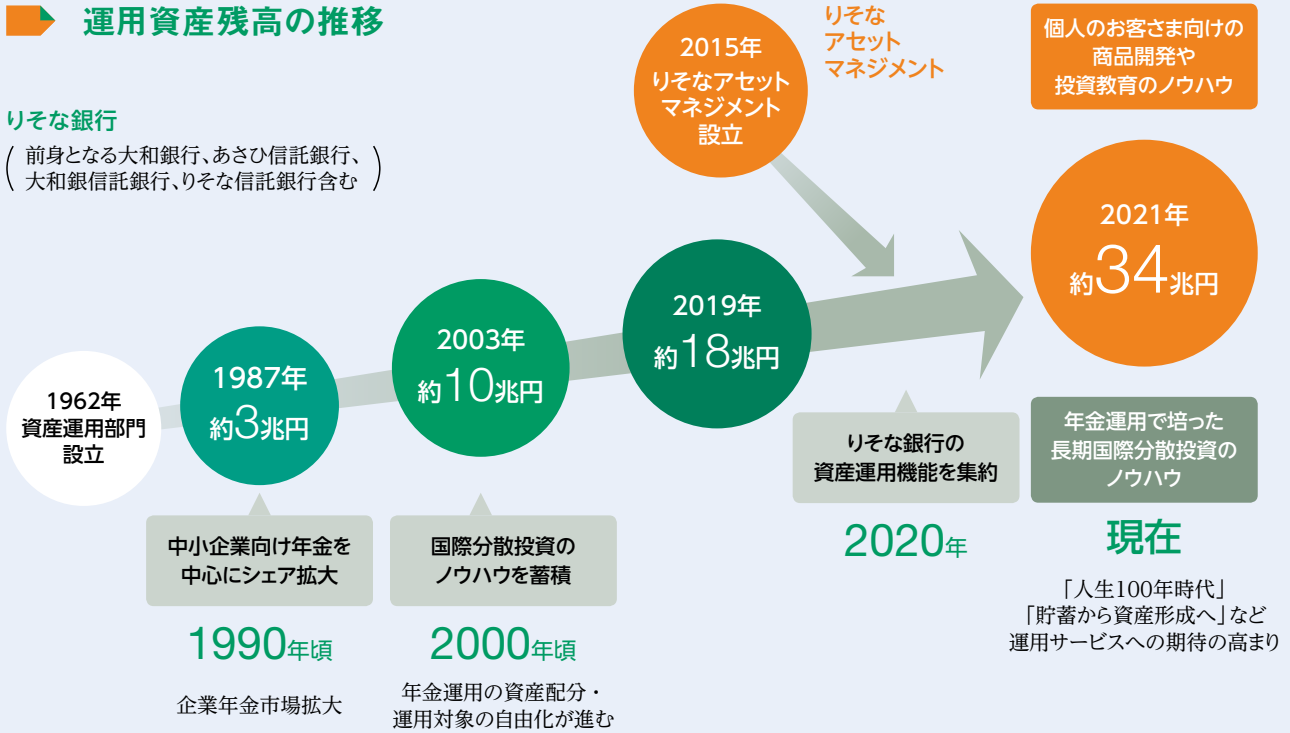 運用資産残高の推移
りそな銀行
前身となる大和銀行、あさひ信託銀行、
大和銀信託銀行、りそな信託銀行含む
1962年
資産運用部門
設立
1987年
約3兆円
2003年
約10兆円
2019年
約18兆円
2015年
りそなアセット
マネジメント
設立
りそな
アセット
マネジメント
個人のお客さま向けの
商品開発や
投資教育のノウハウ
2021年
約34兆円
年金運用で培った
長期国際分散投資の
ノウハウ
中小企業向け年金を
中心にシェア拡大
1990年頃
企業年金市場拡大
国際分散投資の
ノウハウを蓄積
2000年頃
年金運用の資産配分・
運用対象の自由化が進む
りそな銀行の
資産運用機能を集約
2020年
現在
「人生100年時代」
「貯蓄から資産形成へ」など
運用サービスへの期待の高まり